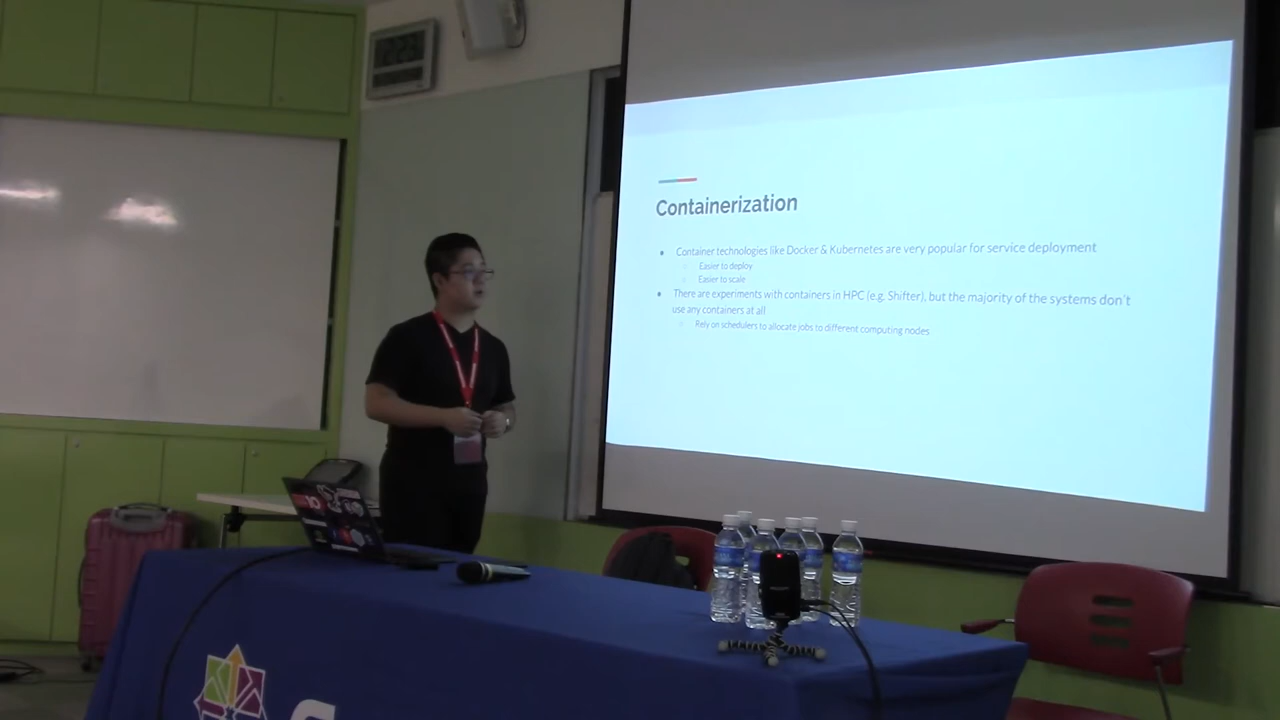 Containerization
Container technologies like Docker & Kubernetes are very popular for service deployment
Easier to deploy
Easier to scale
There are experiments with containers in HPC (e.g. Shifter), but the majority of the systems don't
use any containers at all
Rely on schedulers to allocate jobs to different computing nodes